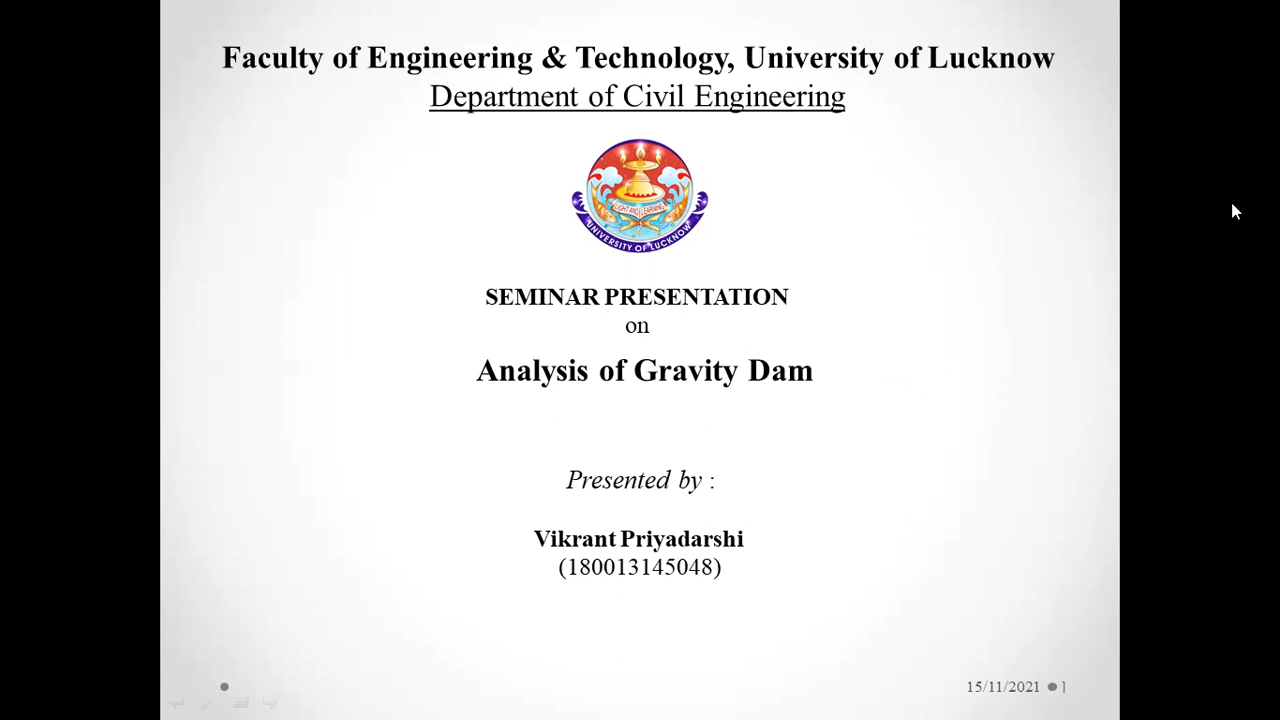 Faculty of Engineering & Technology, University of Lucknow
Department of Civil Engineering
LIGHT AND LEARNING
UNIVERSITY OF LUCKNOW
SEMINAR PRESENTATION
on
Analysis of Gravity Dam
Presented by :
Vikrant Priyadarshi
(180013145048)
15/11/2021 1